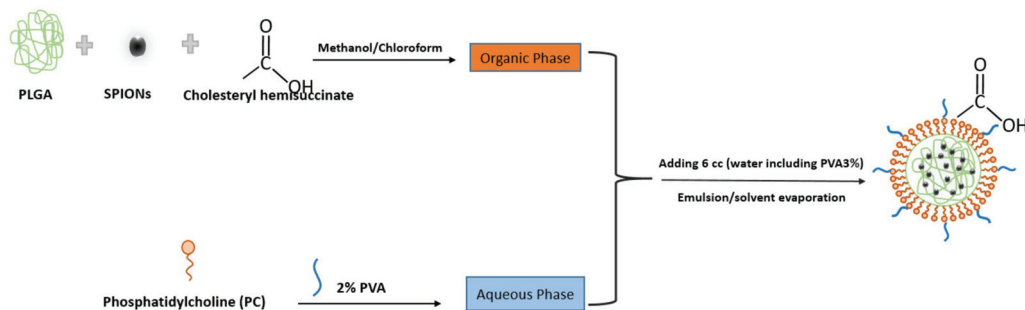 PLGA
SPIONs
O
OH
Cholesteryl hemisuccinate
C
Methanol/Chloroform
Organic Phase
Phosphatidylcholine (PC)
2% PVA
Aqueous Phase
Adding 6 cc (water including PVA3%)
Emulsion/solvent evaporation
O
C
OH